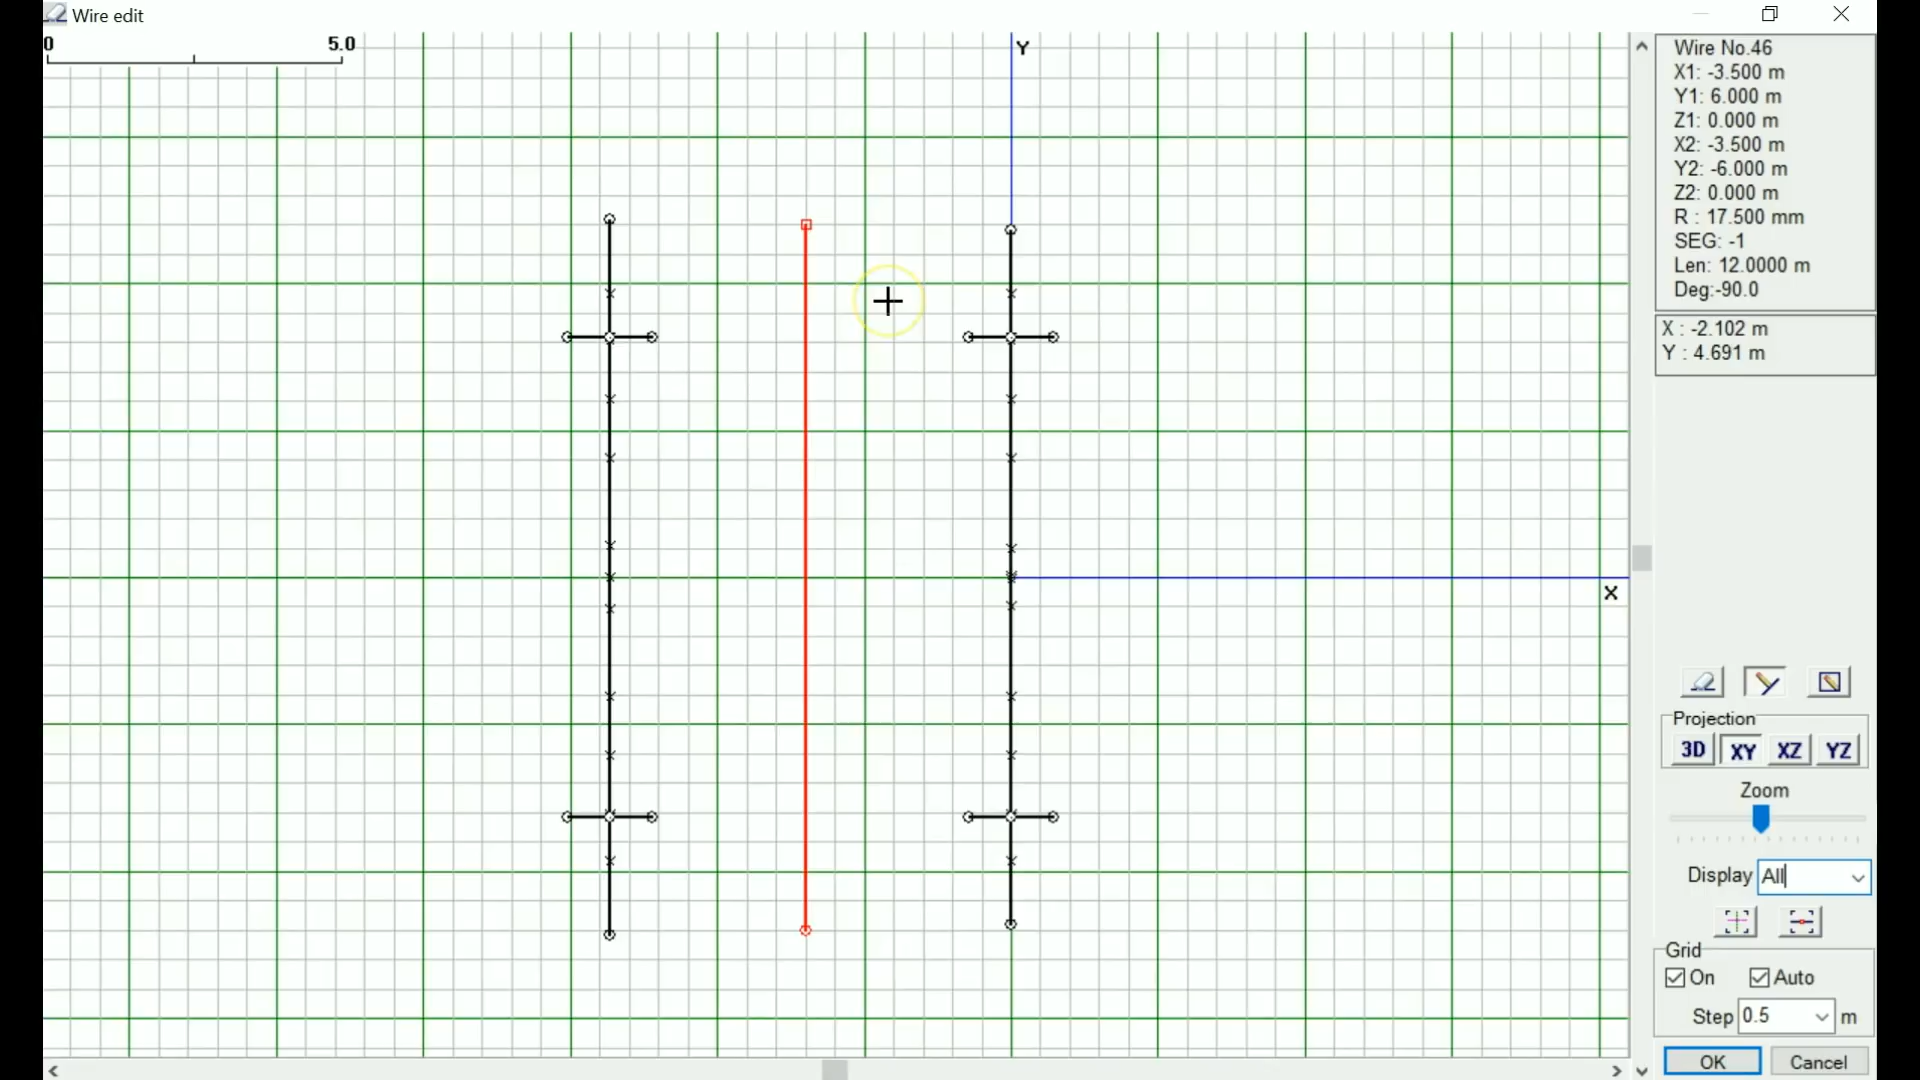 Wire edit
0 5.0
Y
X
Wire No.46
X1: -3.500 m
Y1: 6.000 m
Z1: 0.000 m
X2: -3.500 m
Y2: -6.000 m
Z2: 0.000 m
R : 17.500 mm
SEG: -1
Len: 12.0000 m
Deg:-90.0
X : -2.102 m
Y : 4.691 m
Projection
3D XY XZ YZ
Zoom
Display All
Grid
On Auto
Step 0.5 m
OK Cancel